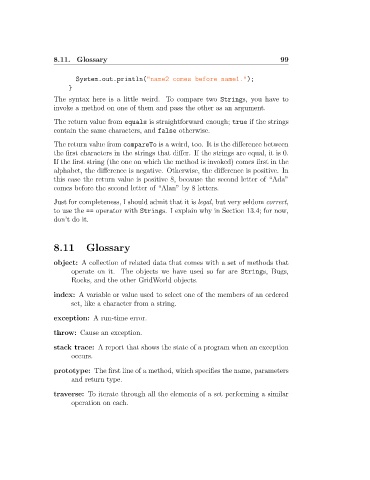 8.11. Glossary 99
System.out.println("name2 comes before name1.");
}
The syntax here is a little weird. To compare two Strings, you have to
invoke a method on one of them and pass the other as an argument.
The return value from equals is straightforward enough; true if the strings
contain the same characters, and false otherwise.
The return value from compareTo is a weird, too. It is the difference between
the first characters in the strings that differ. If the strings are equal, it is 0.
If the first string (the one on which the method is invoked) comes first in the
alphabet, the difference is negative. Otherwise, the difference is positive. In
this case the return value is positive 8, because the second letter of “Ada”
comes before the second letter of “Alan” by 8 letters.
Just for completeness, I should admit that it is legal, but very seldom correct,
to use the == operator with Strings. I explain why in Section 13.4; for now,
don’t do it.
8.11 Glossary
object: A collection of related data that comes with a set of methods that
operate on it. The objects we have used so far are Strings, Bugs,
Rocks, and the other GridWorld objects.
index: A variable or value used to select one of the members of an ordered
set, like a character from a string.
exception: A run-time error.
throw: Cause an exception.
stack trace: A report that shows the state of a program when an exception
occurs.
prototype: The first line of a method, which specifies the name, parameters
and return type.
traverse: To iterate through all the elements of a set performing a similar
operation on each.